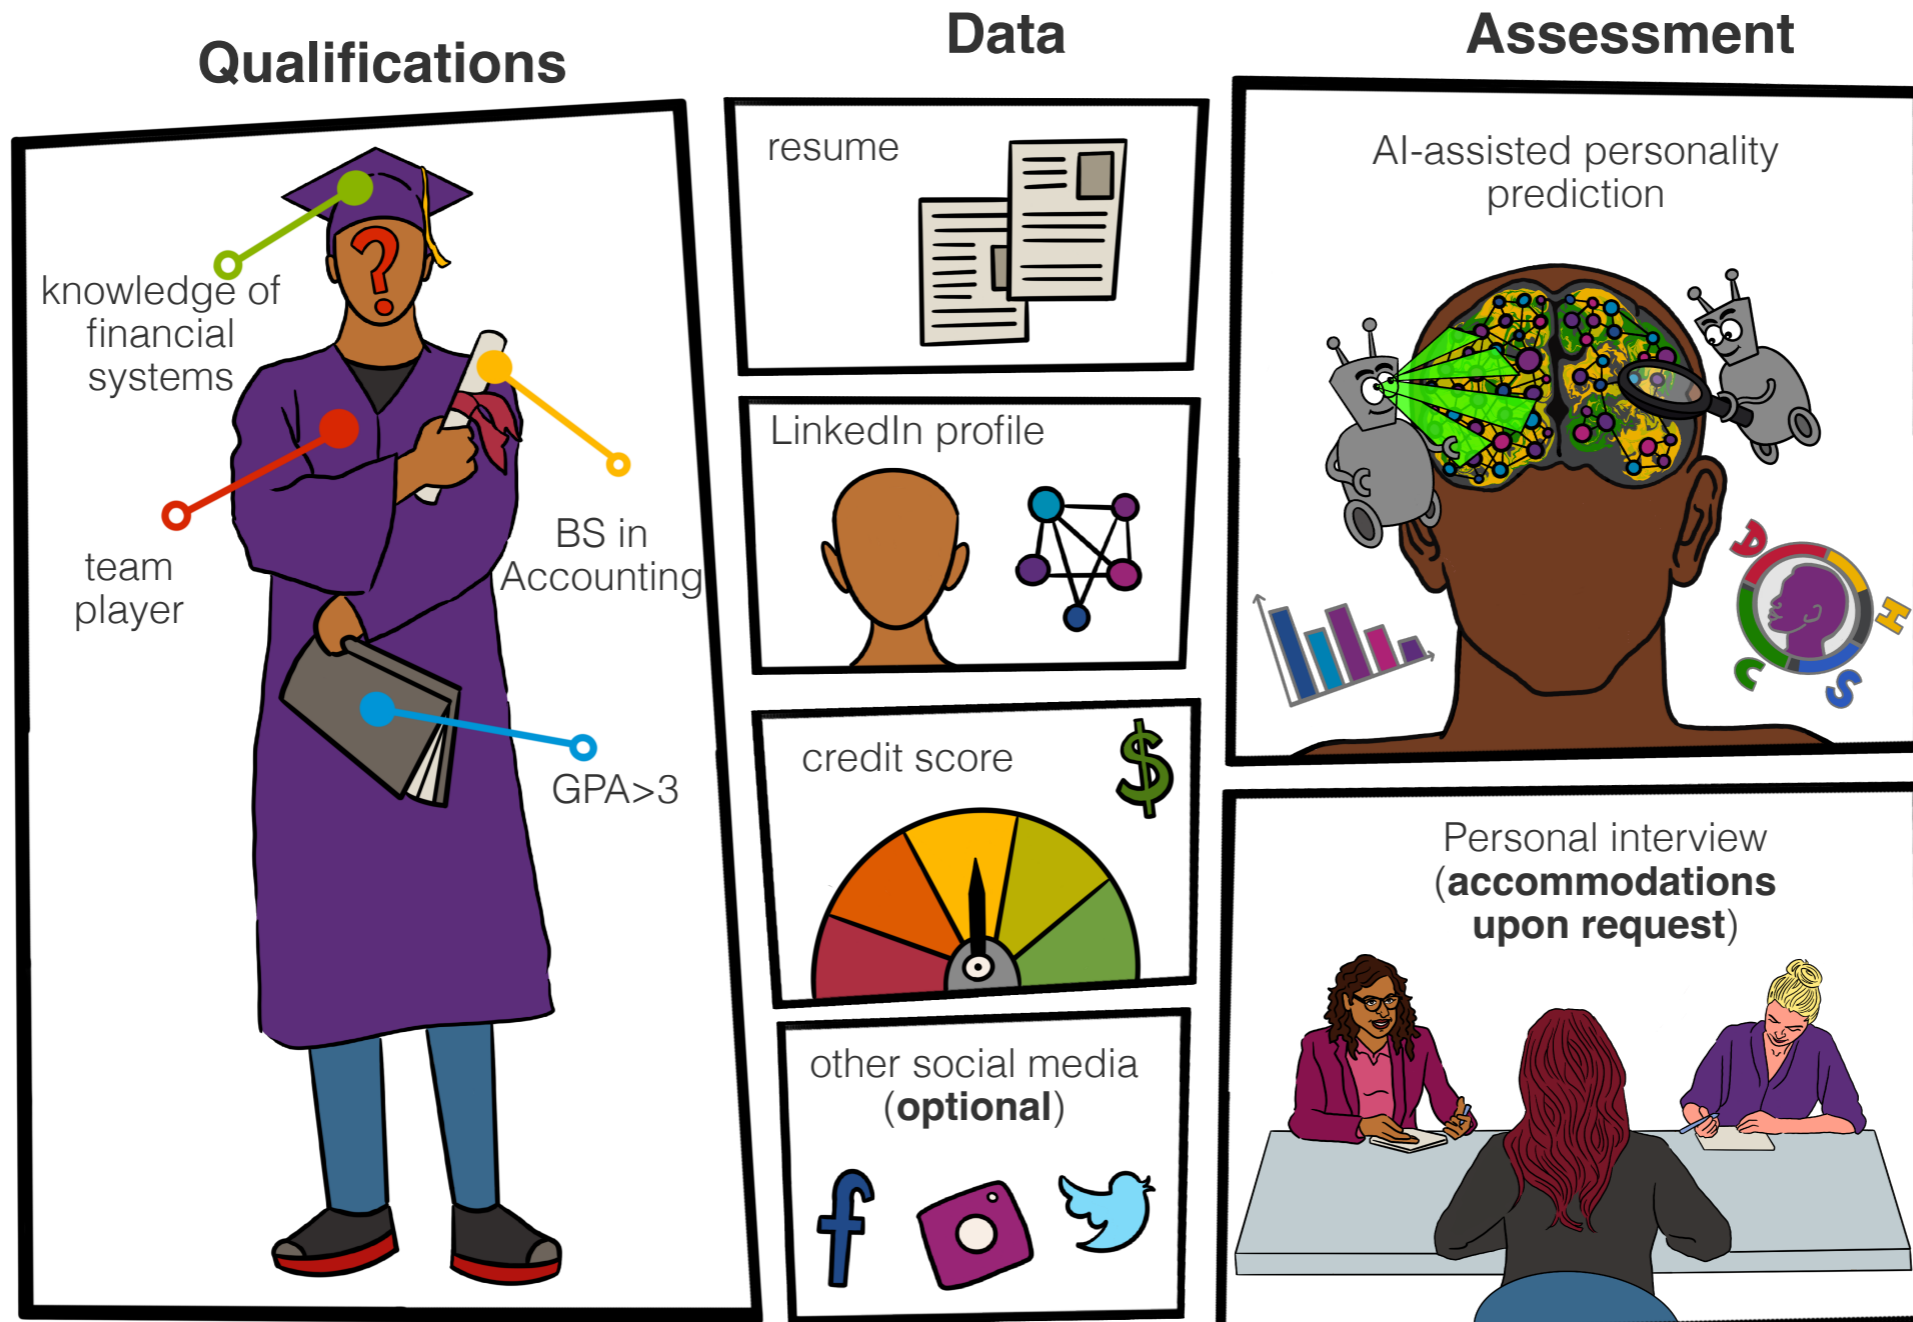 Qualifications
knowledge of
financial
systems
team
player
BS in
Accounting
GPA>3
Data
resume
LinkedIn profile
credit score
$
other social media
(optional)
Assessment
AI-assisted personality
prediction
D
H
S
C
Personal interview
(accommodations
upon request)